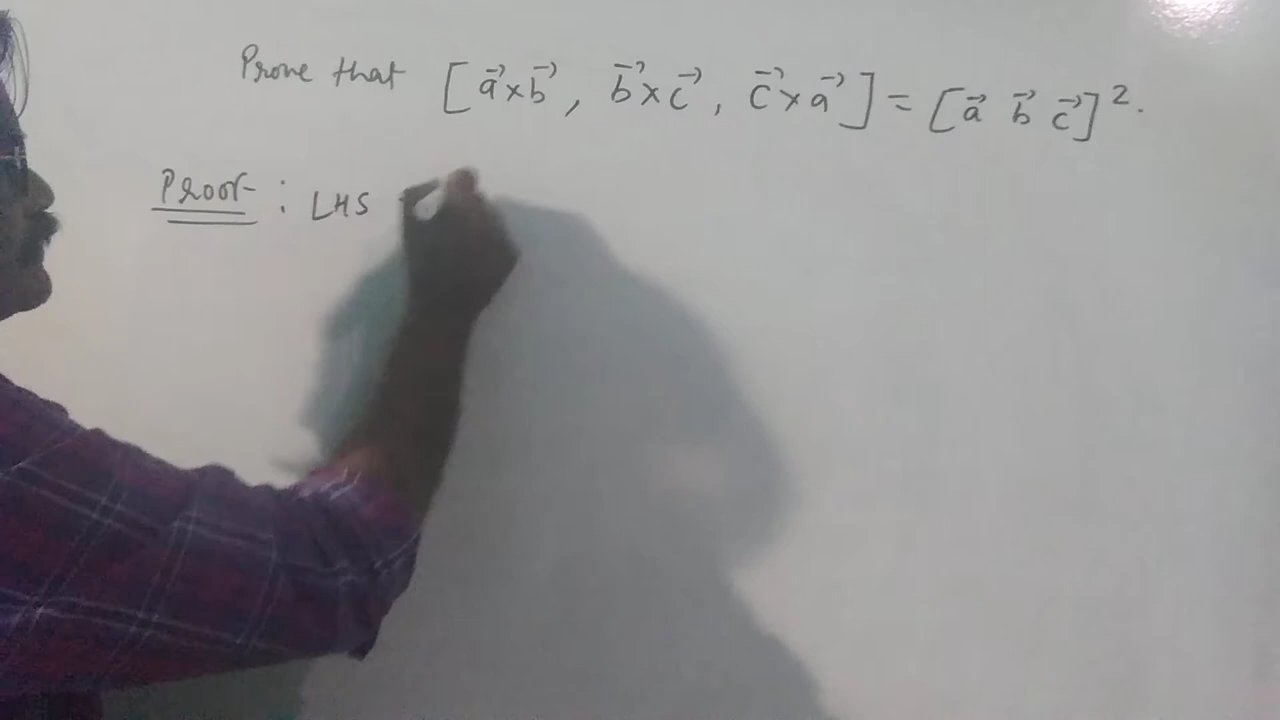 Prove that [a⃗×b⃗, b⃗×c⃗, c⃗×a⃗] = [a⃗ b⃗ c⃗]².
Proof : LHS